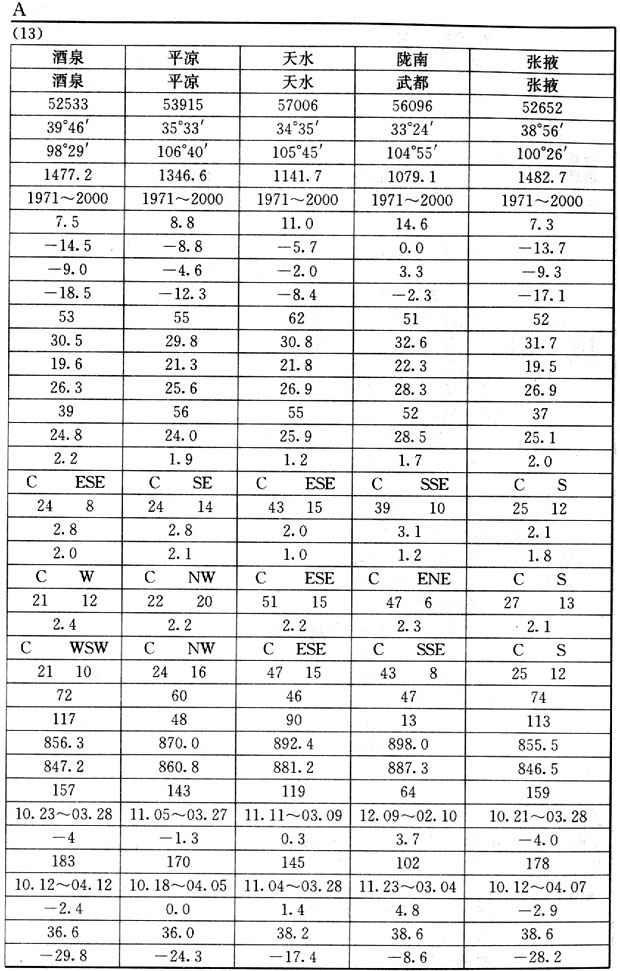 A
(13)
酒泉 平凉 天水 陇南 张掖
酒泉 平凉 天水 武都 张掖
52533 53915 57006 56096 52652
39°46′ 35°33′ 34°35′ 33°24′ 38°56′
98°29′ 106°40′ 105°45′ 104°55′ 100°26′
1477.2 1346.6 1141.7 1079.1 1482.7
1971～2000 1971～2000 1971～2000 1971～2000 1971～2000
7.5 8.8 11.0 14.6 7.3
－14.5 －8.8 －5.7 0.0 －13.7
－9.0 －4.6 －2.0 3.3 －9.3
－18.5 －12.3 －8.4 －2.3 －17.1
53 55 62 51 52
30.5 29.8 30.8 32.6 31.7
19.6 21.3 21.8 22.3 19.5
26.3 25.6 26.9 28.3 26.9
39 56 55 52 37
24.8 24.0 25.9 28.5 25.1
2.2 1.9 1.2 1.7 2.0
C ESE C SE C ESE C SSE C S
24 8 24 14 43 15 39 10 25 12
2.8 2.8 2.0 3.1 2.1
2.0 2.1 1.0 1.2 1.8
C W C NW C ESE C ENE C S
21 12 22 20 51 15 47 6 27 13
2.4 2.2 2.2 2.3 2.1
C WSW C NW C ESE C SSE C S
21 10 24 16 47 15 43 8 25 12
72 60 46 47 74
117 48 90 13 113
856.3 870.0 892.4 898.0 855.5
847.2 860.8 881.2 887.3 846.5
157 143 119 64 159
10.23～03.28 11.05～03.27 11.11～03.09 12.09～02.10 10.21～03.28
－4 －1.3 0.3 3.7 －4.0
183 170 145 102 178
10.12～04.12 10.18～04.05 11.04～03.28 11.23～03.04 10.12～04.07
－2.4 0.0 1.4 4.8 －2.9
36.6 36.0 38.2 38.6 38.6
－29.8 －24.3 －17.4 －8.6 －28.2